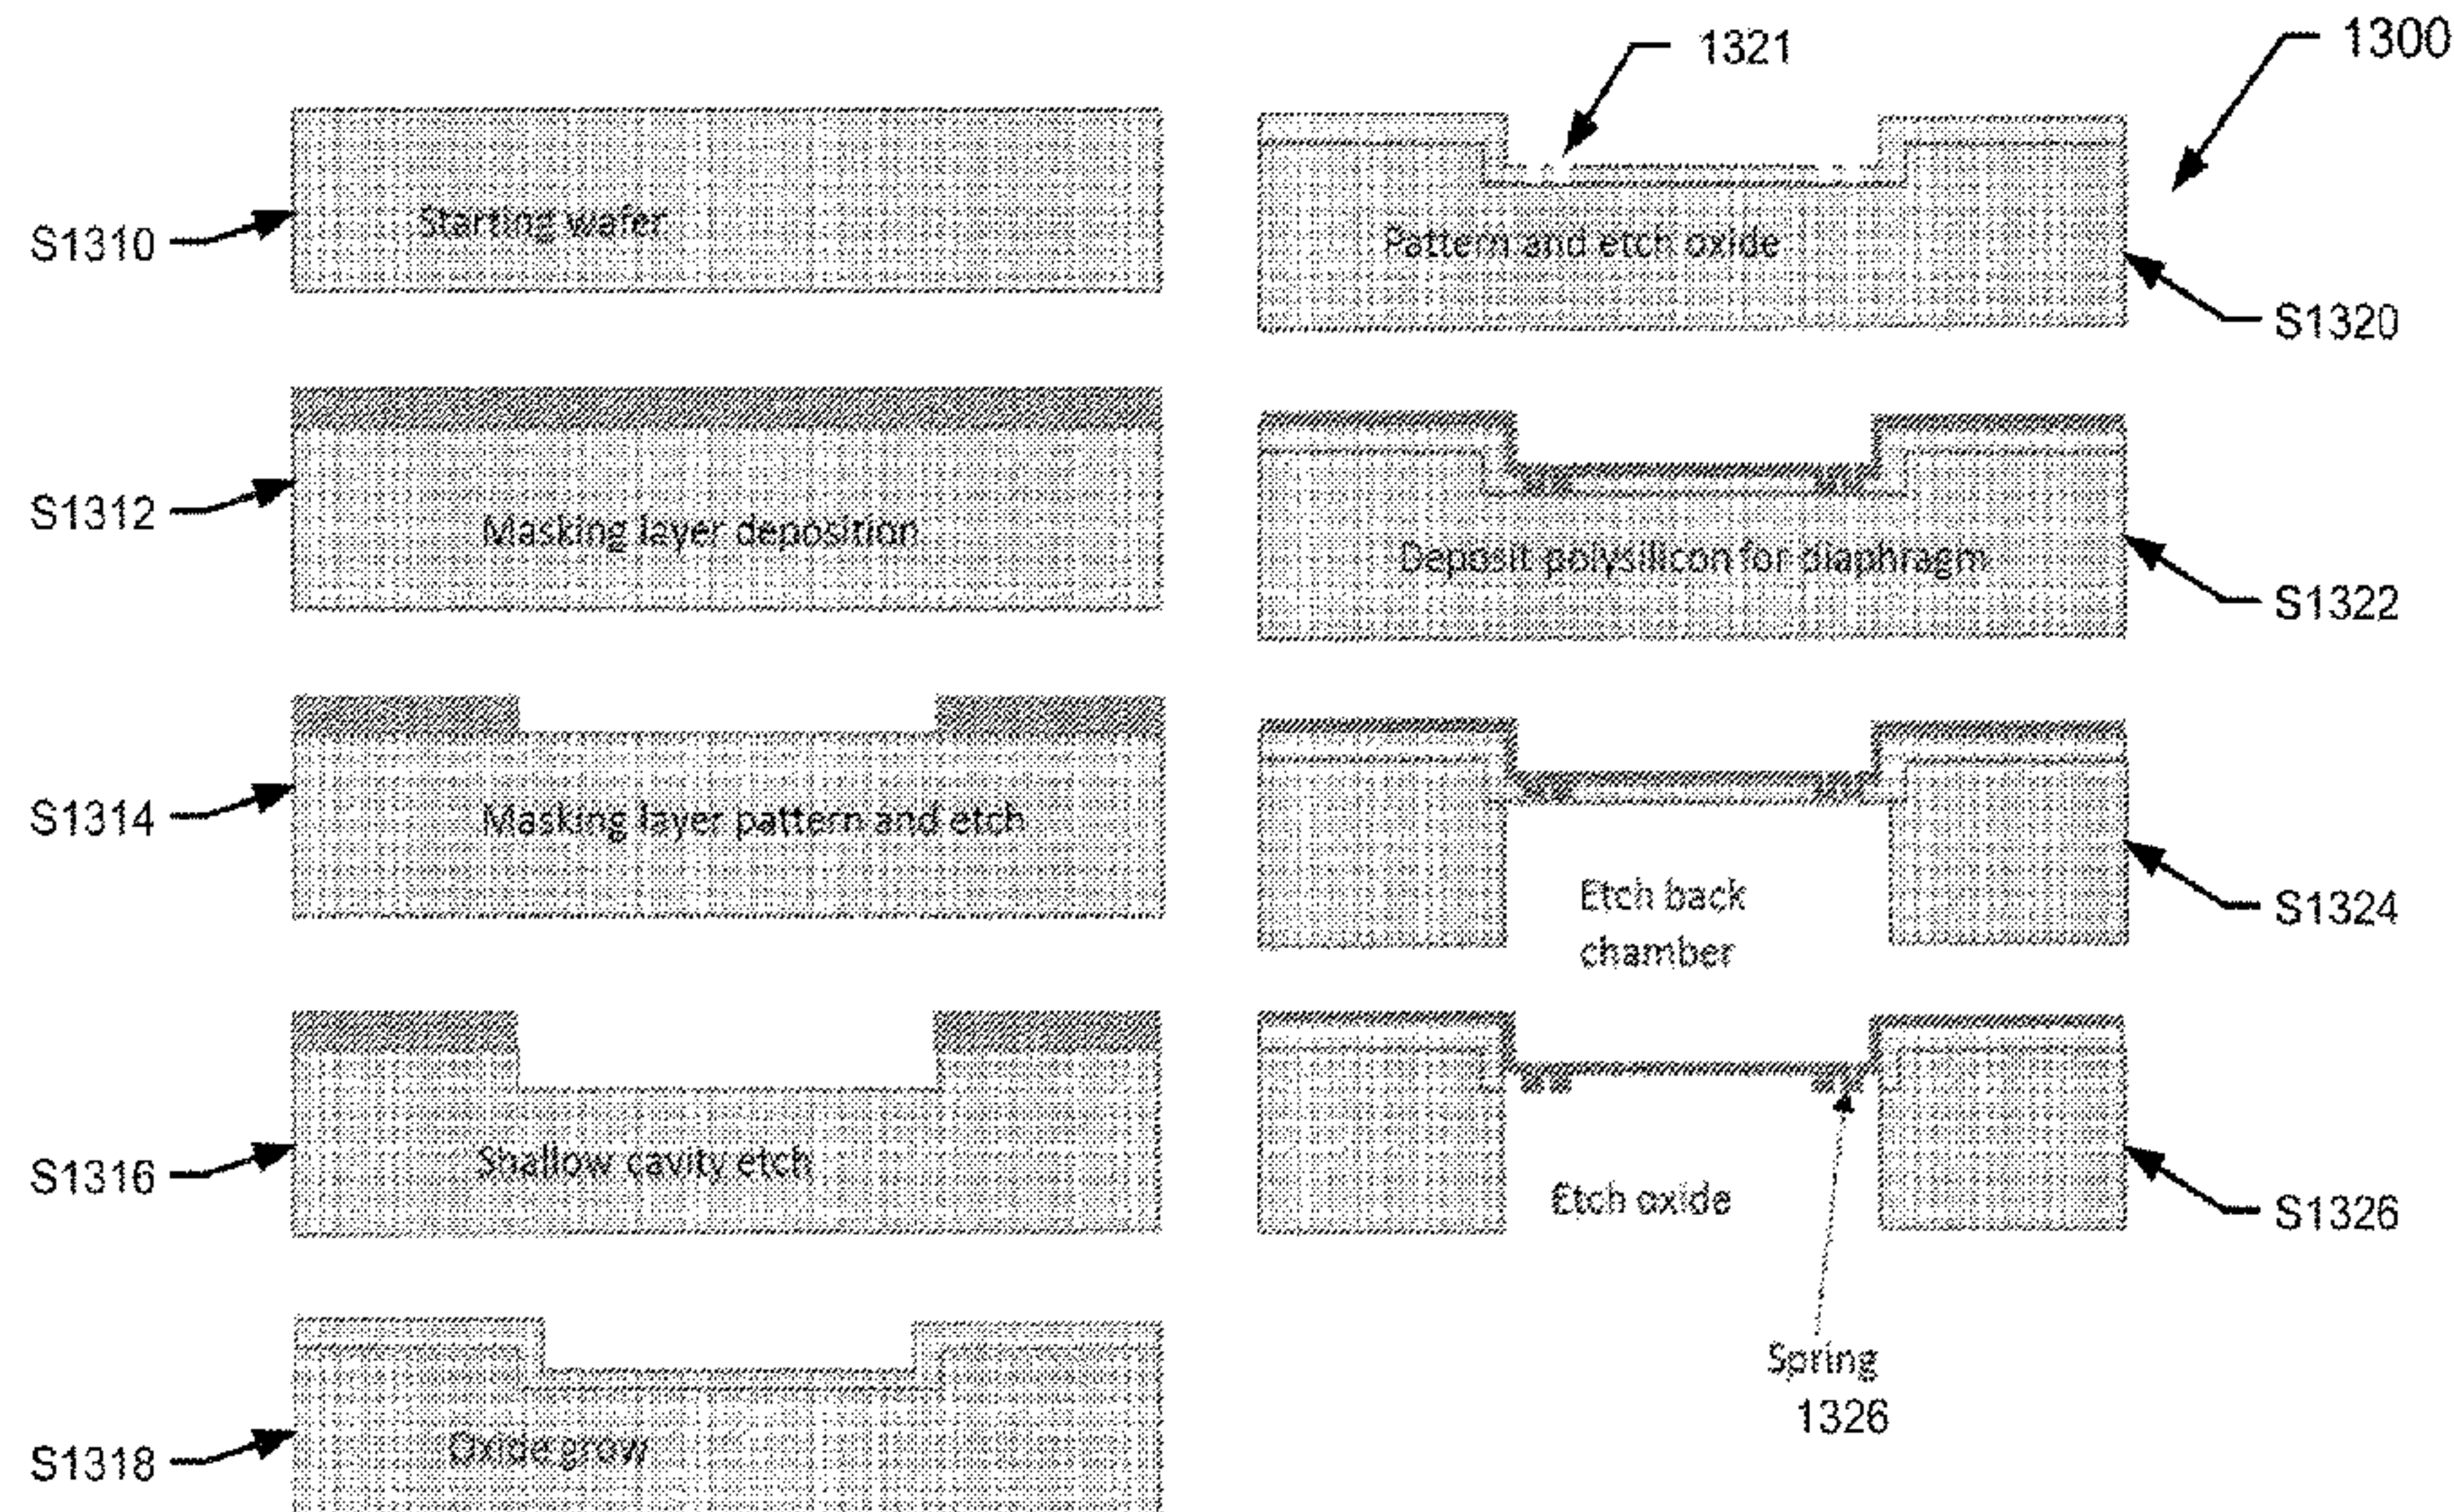 S1310
Starting wafer
S1312
Masking layer deposition
S1314
Masking layer pattern and etch
S1316
Shallow cavity etch
S1318
Oxide grow
1321
1300
Pattern and etch oxide
S1320
Deposit polysilicon for diaphragm
S1322
Etch back
chamber
S1324
Etch oxide
S1326
Spring
1326